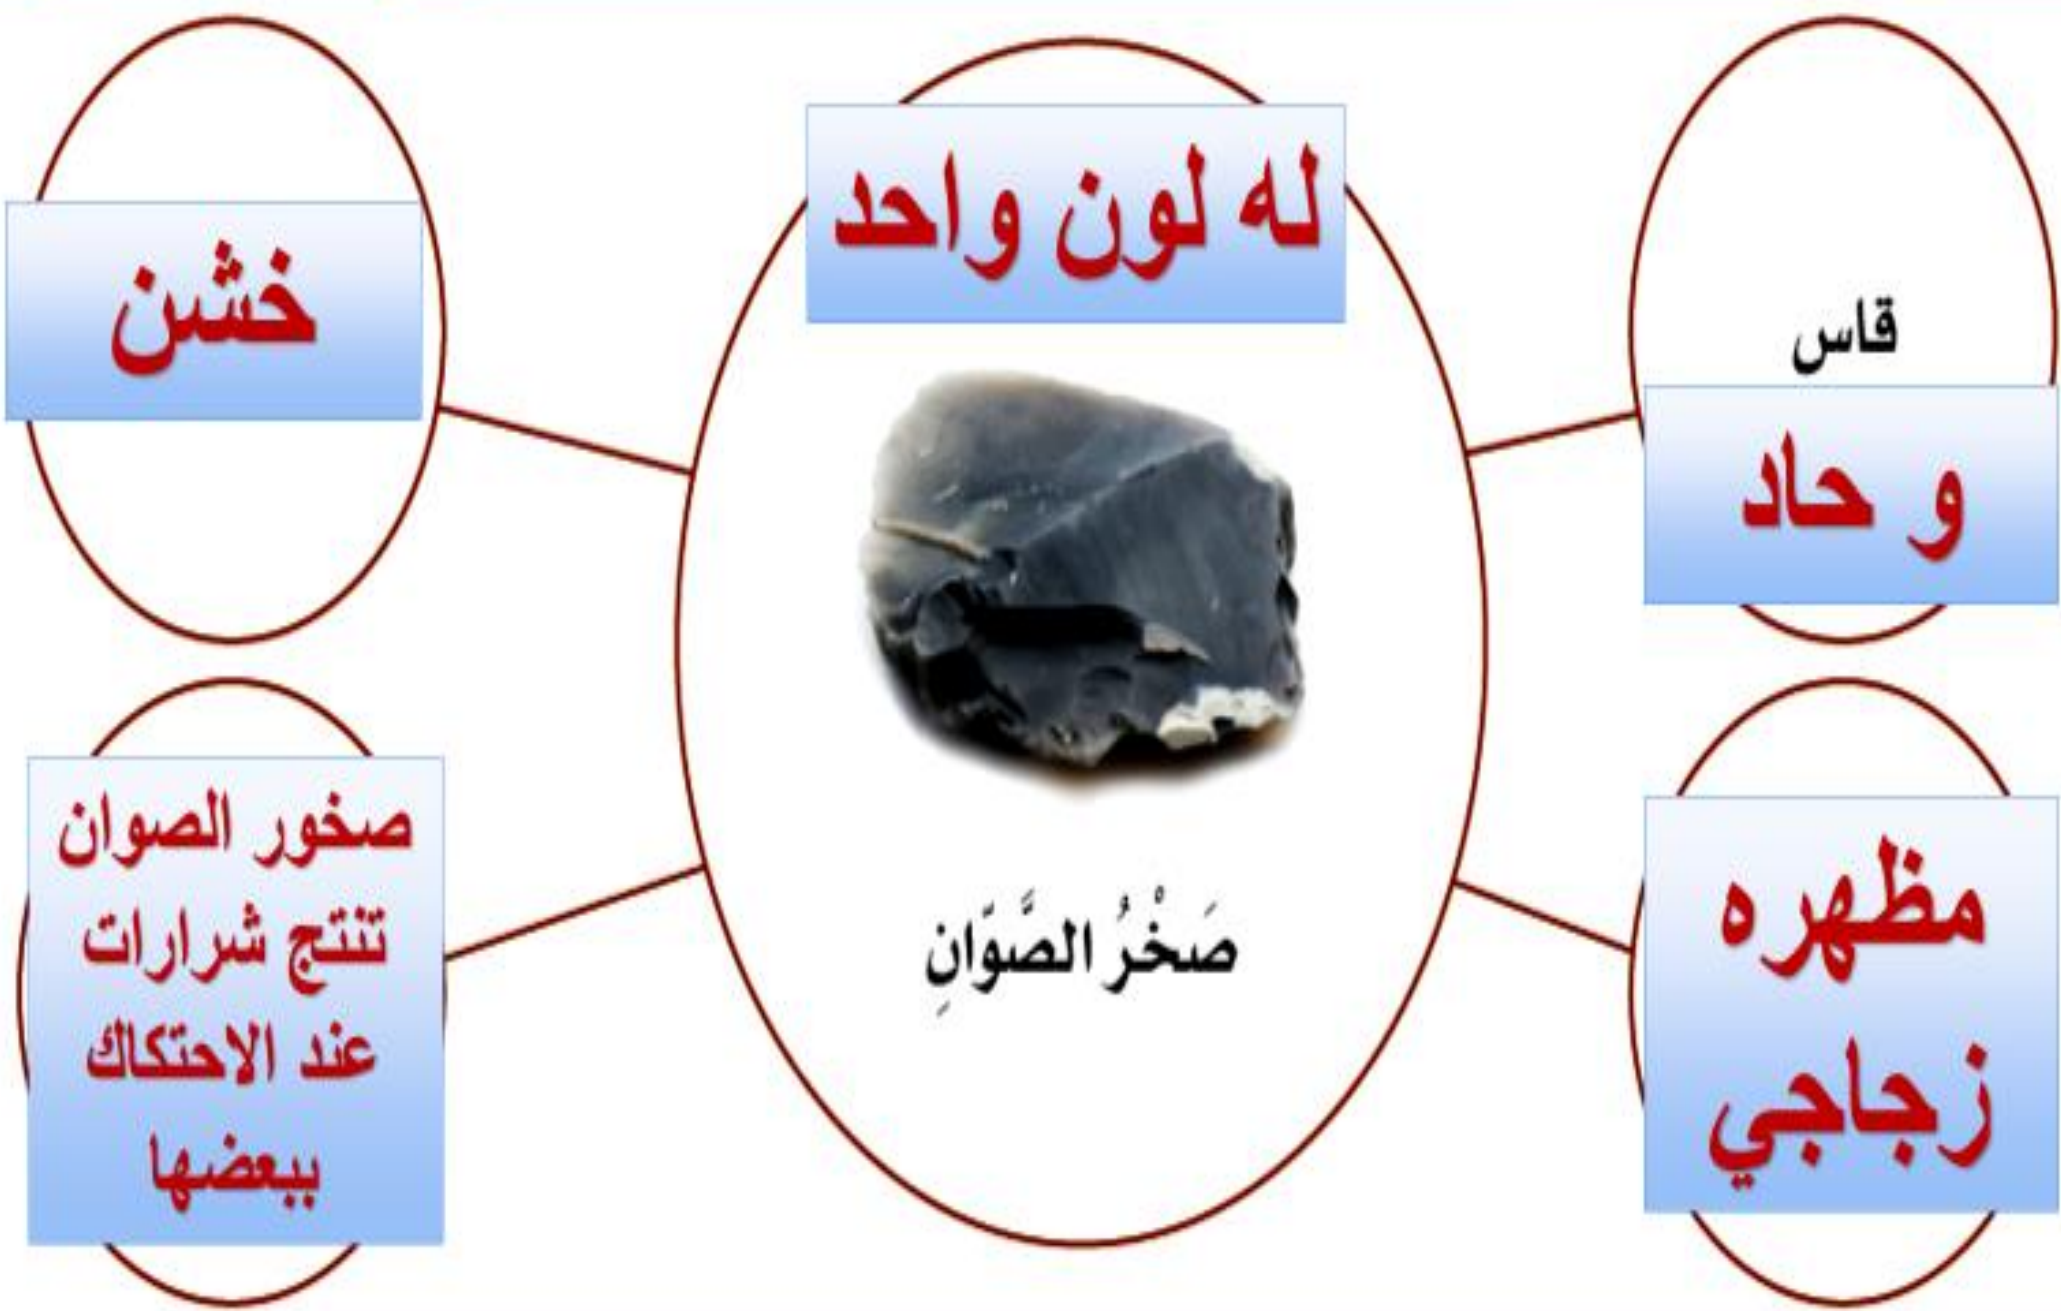 له لون واحد
صَخْرُ الصَّوَّانِ
قاس
و حاد
خشن
مظهره
زجاجي
صخور الصوان
تنتج شرارات
عند الاحتكاك
ببعضها